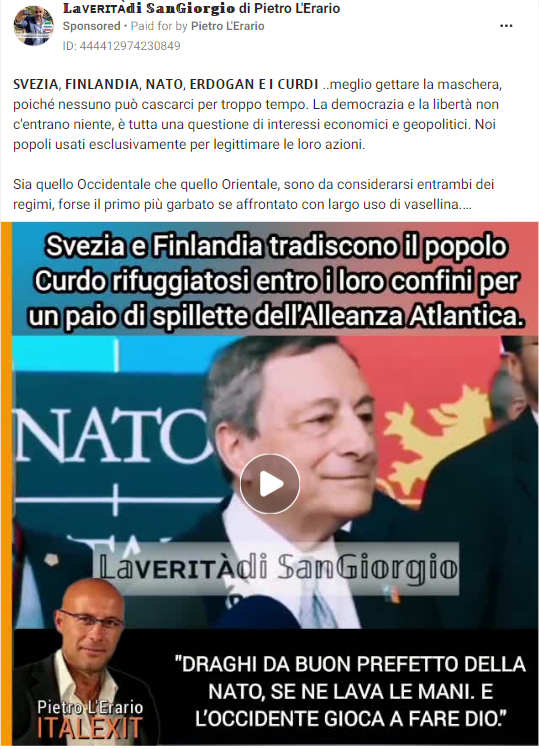 LaVERITÀdi SanGiorgio di Pietro L'Erario
Sponsored • Paid for by Pietro L'Erario
ID: 444412974230849
SVEZIA, FINLANDIA, NATO, ERDOGAN E I CURDI ..meglio gettare la maschera,
poiché nessuno può cascarci per troppo tempo. La democrazia e la libertà non
c'entrano niente, è tutta una questione di interessi economici e geopolitici. Noi
popoli usati esclusivamente per legittimare le loro azioni.
Sia quello Occidentale che quello Orientale, sono da considerarsi entrambi dei
regimi, forse il primo più garbato se affrontato con largo uso di vasellina....
Svezia e Finlandia tradiscono il popolo
Curdo rifuggiatosi entro i loro confini per
un paio di spillette dell'Alleanza Atlantica.
NATO
LaVERITÀdi SanGiorgio
"DRAGHI DA BUON PREFETTO DELLA
NATO, SE NE LAVA LE MANI. E
L'OCCIDENTE GIOCA A FARE DIO."
Pietro L'Erario
ITALEXIT